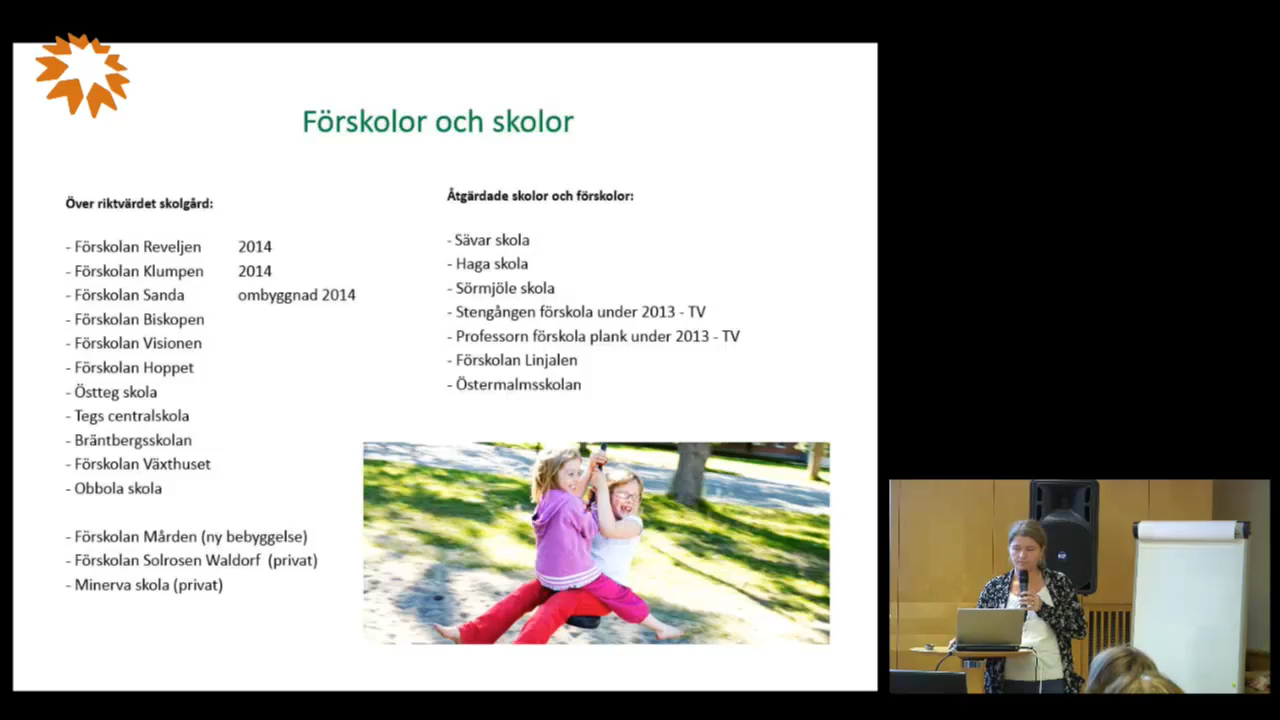 Förskolor och skolor
Över riktvärdet skolgård:
- Förskolan Reveljen 2014
- Förskolan Klumpen 2014
- Förskolan Sanda ombyggnad 2014
- Förskolan Biskopen
- Förskolan Visionen
- Förskolan Hoppet
- Östteg skola
- Tegs centralskola
- Bräntbergsskolan
- Förskolan Växthuset
- Obbola skola
- Förskolan Mården (ny bebyggelse)
- Förskolan Solrosen Waldorf (privat)
- Minerva skola (privat)
Åtgärdade skolor och förskolor:
- Sävar skola
- Haga skola
- Sörmjöle skola
- Stengången förskola under 2013 - TV
- Professorn förskola plank under 2013 - TV
- Förskolan Linjalen
- Östermalmsskolan